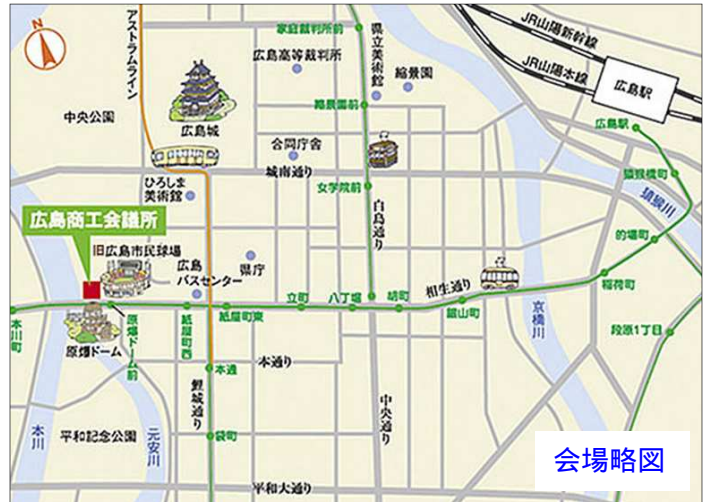 N
アストラムライン
家庭裁判所前
広島高等裁判所
県立美術館
縮景園
JR山陽新幹線
JR山陽本線
広島駅
中央公園
広島城
縮景園前
広島駅
合同庁舎
城南通り
ひろしま
美術館
女学院前
猿猴橋町
猿猴川
白島通り
広島商工会議所
旧広島市民球場
県庁
広島
バスセンター
的場町
相生通り
稲荷町
立町
八丁堀
胡町
銀山町
京橋川
本川町
原爆ドーム
原爆ドーム前
紙屋町西
紙屋町東
段原1丁目
本通り
本通
鯉城通り
中央通り
本川
平和記念公園
元安川
袋町
平和大通り
会場略図